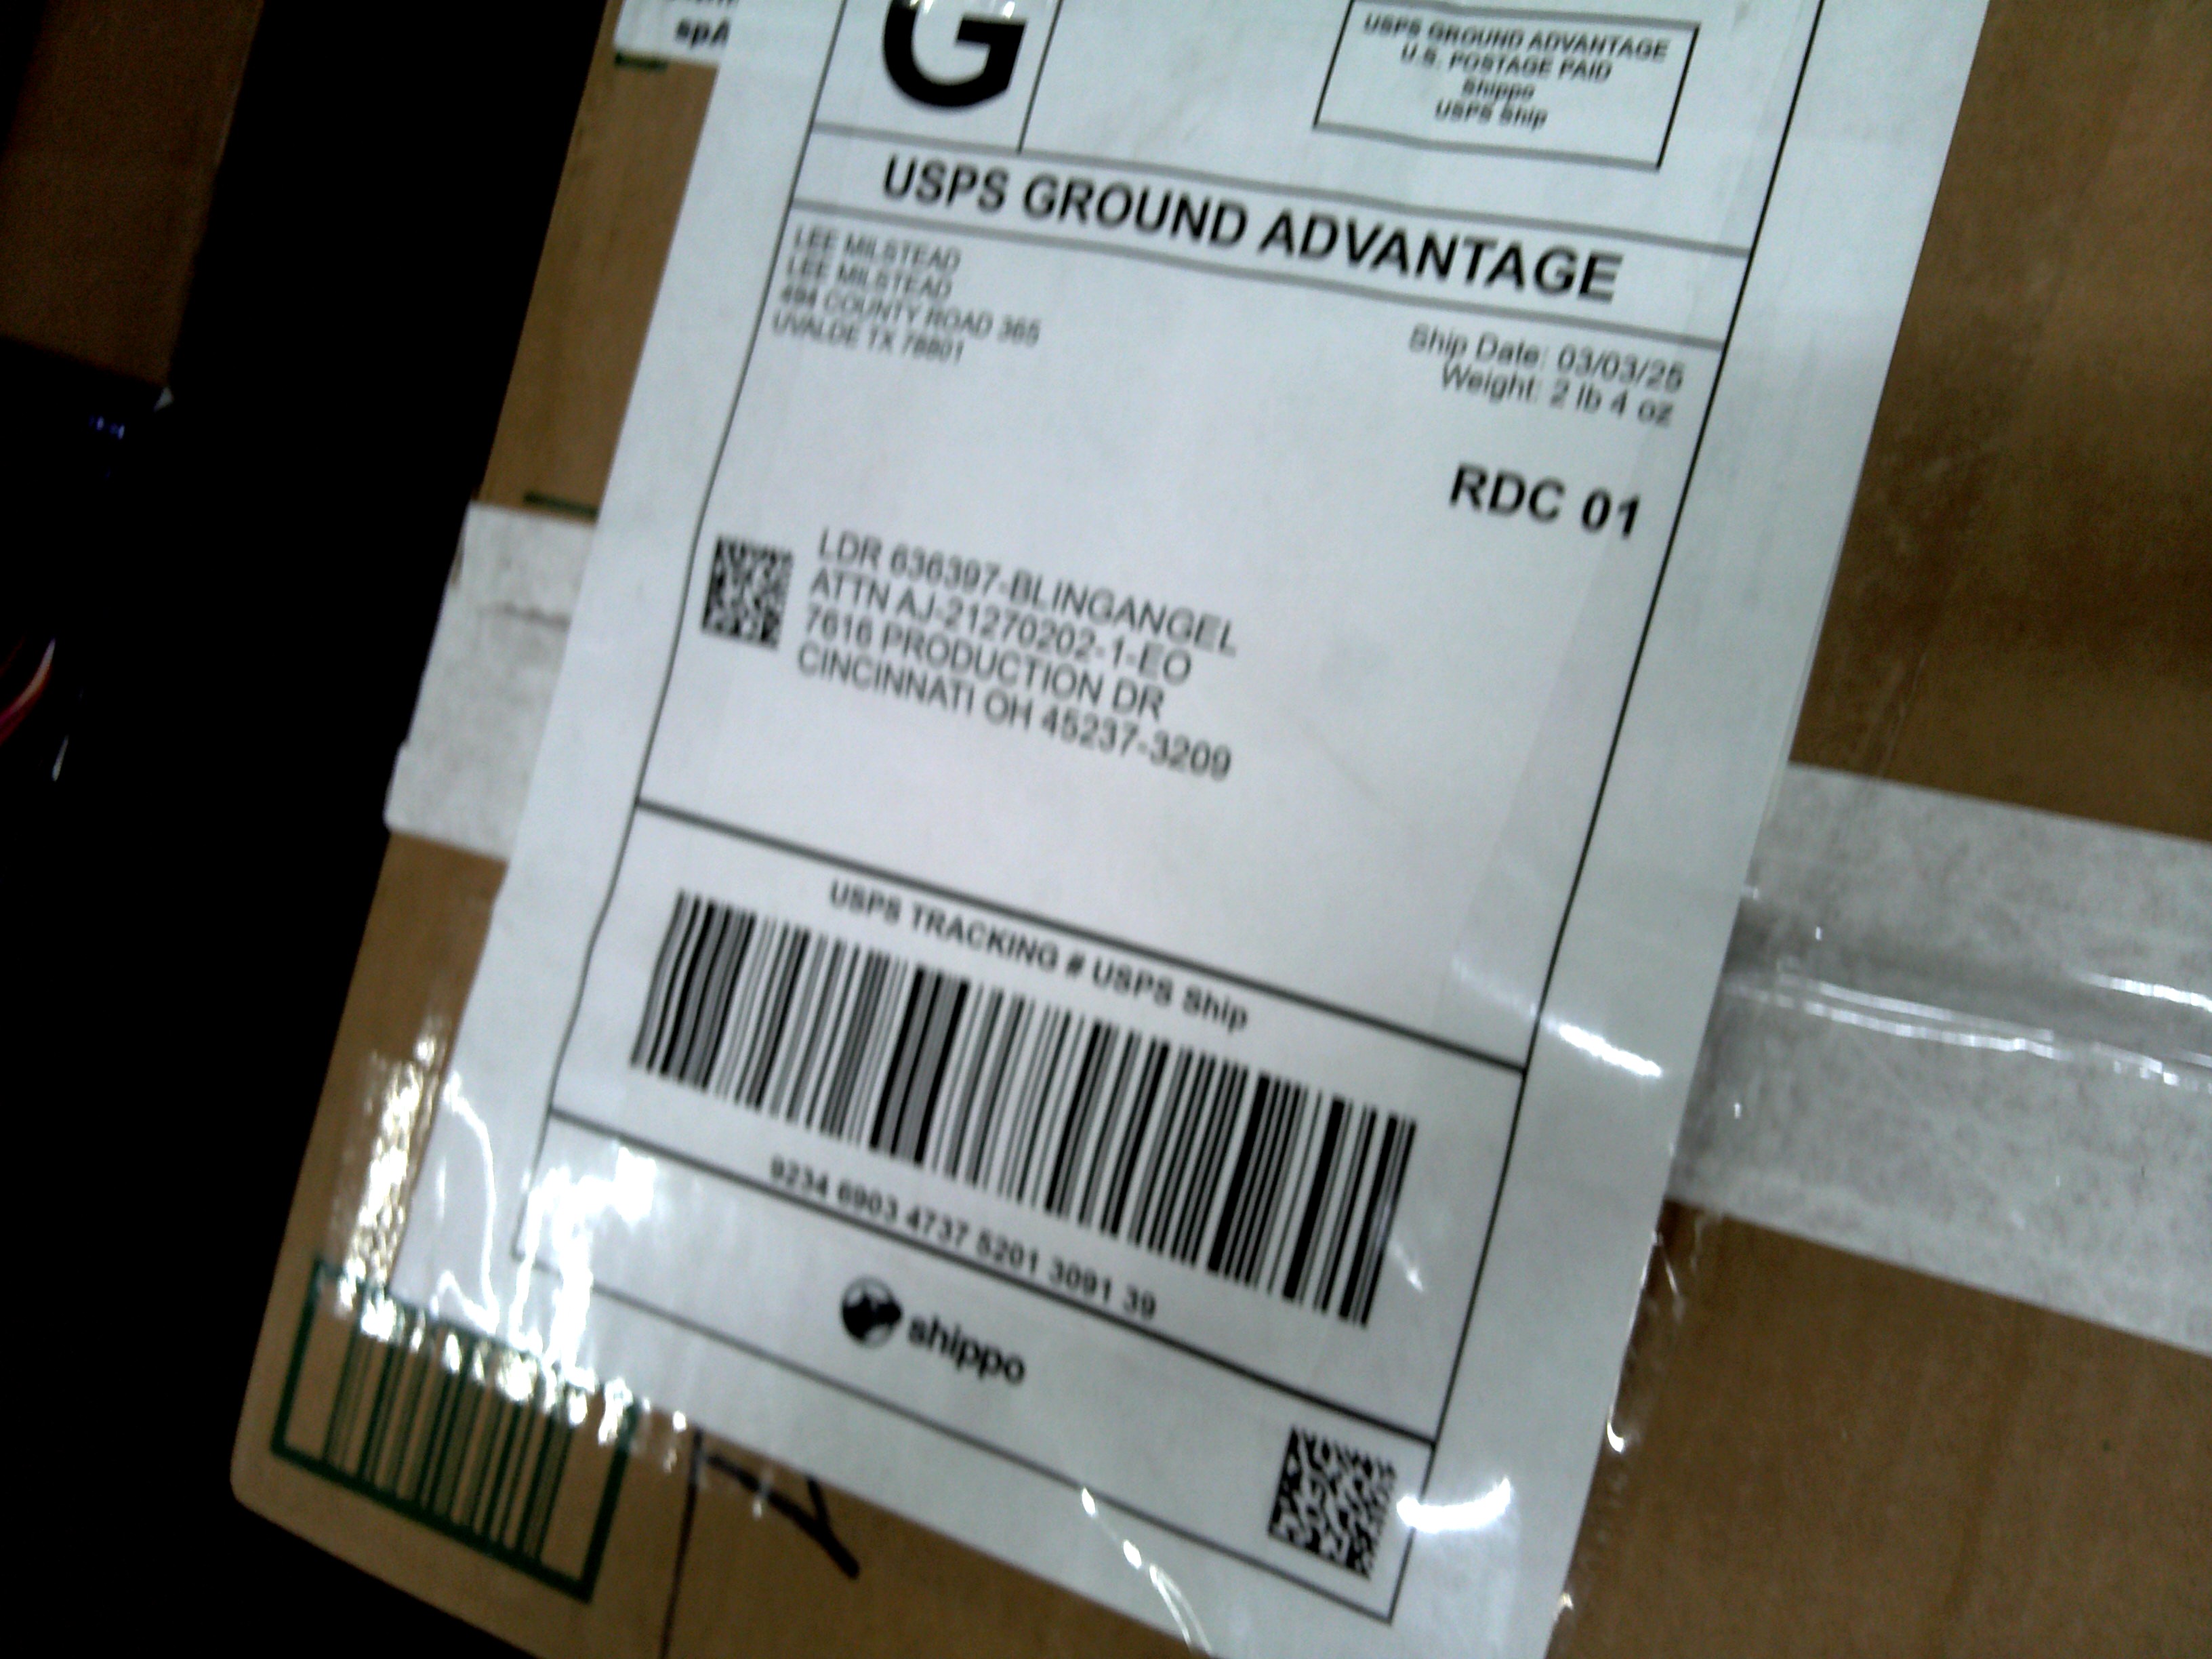 spA
G
USPS GROUND ADVANTAGE
U.S. POSTAGE PAID
Shippo
USPS Ship
USPS GROUND ADVANTAGE
LEE MILSTEAD
LEE MILSTEAD
494 COUNTY ROAD 365
UVALDE TX 78801
Ship Date: 03/03/25
Weight: 2 lb 4 oz
RDC 01
LDR 636397-BLINGANGEL
ATTN AJ-21270202-1-EO
7616 PRODUCTION DR
CINCINNATI OH 45237-3209
USPS TRACKING # USPS Ship
9234 6903 4737 5201 3091 39
shippo